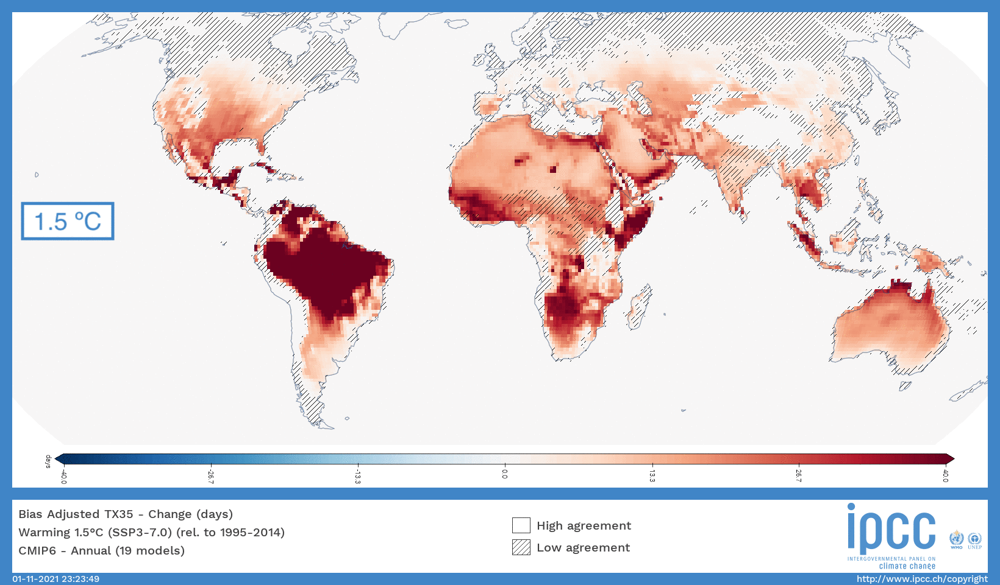 1.5 ºC
days
-40.0
-26.7
-13.3
0.0
13.3
26.7
40.0
Bias Adjusted TX35 - Change (days)
Warming 1.5°C (SSP3-7.0) (rel. to 1995-2014)
CMIP6 - Annual (19 models)
High agreement
Low agreement
ipcc
INTERGOVERNMENTAL PANEL ON
climate change
WMO
UNEP
01-11-2021 23:23:49
http://www.ipcc.ch/copyright